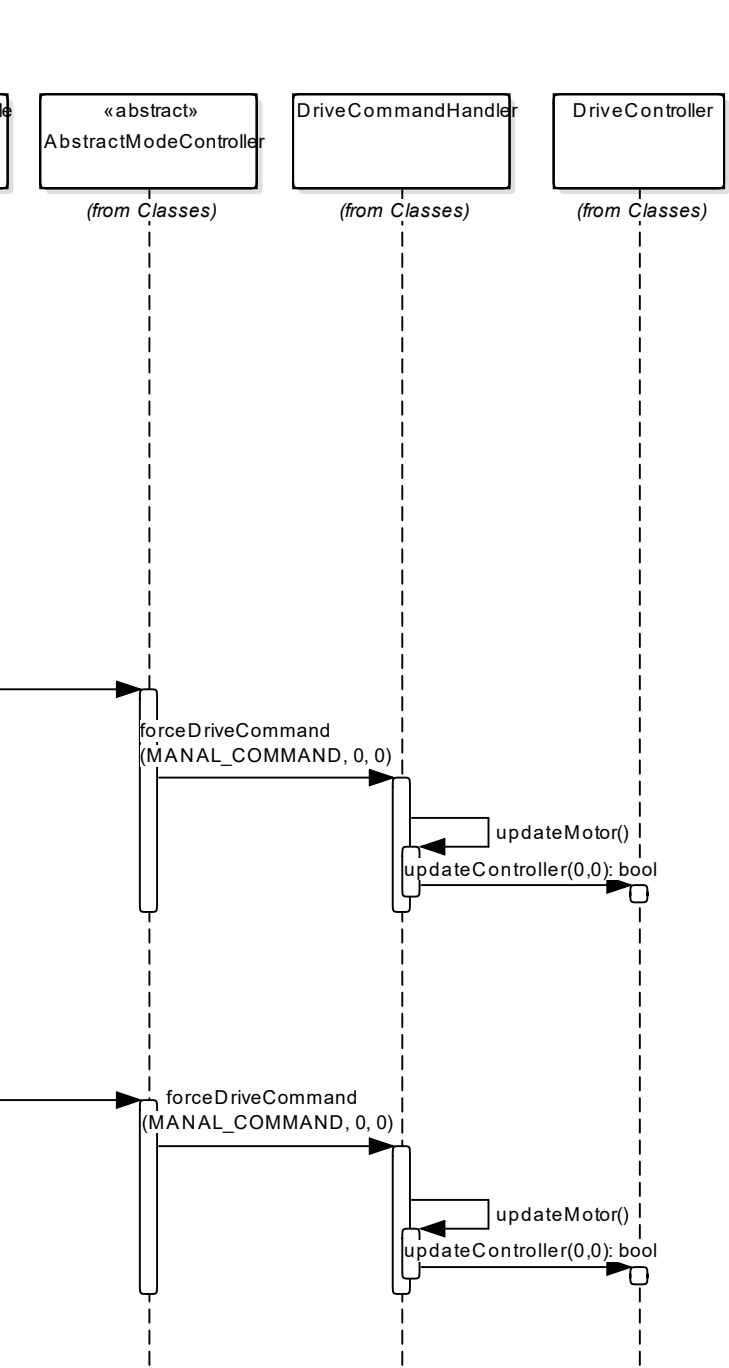 le
«abstract»
AbstractModeController
DriveCommandHandler
DriveController
(from Classes)
(from Classes)
(from Classes)
forceDriveCommand
(MANAL_COMMAND, 0, 0)
updateMotor()
updateController(0,0): bool
forceDriveCommand
(MANAL_COMMAND, 0, 0)
updateMotor()
updateController(0,0): bool